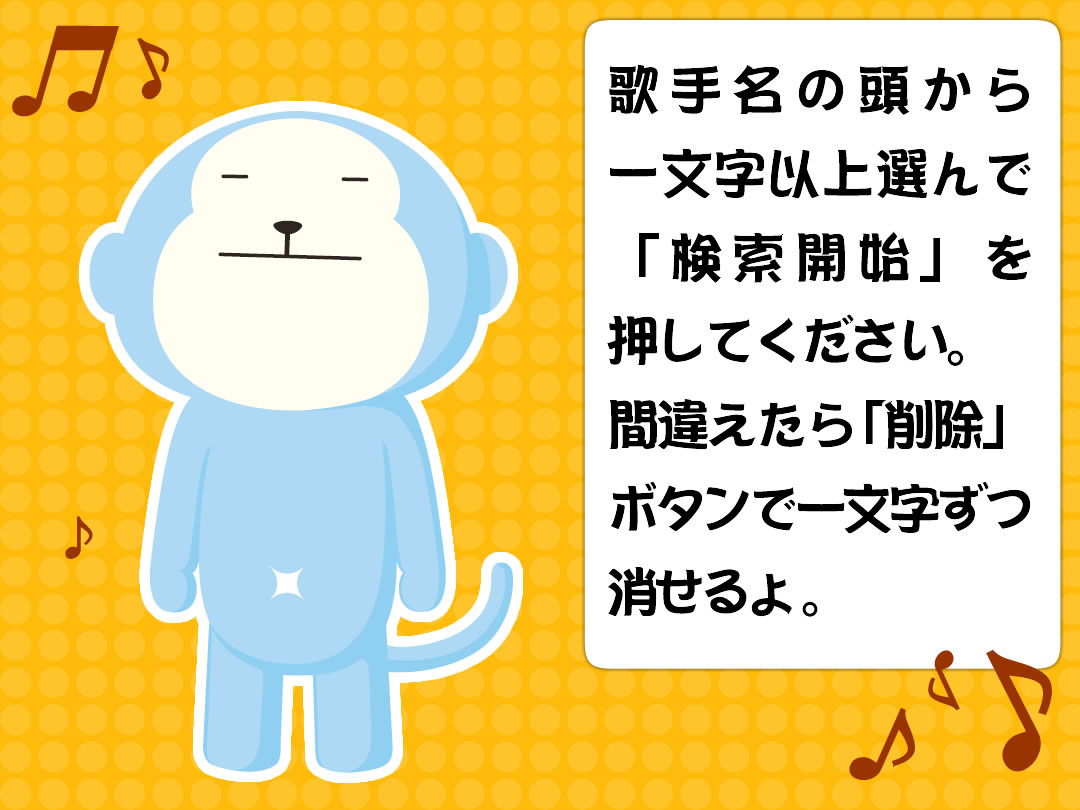 歌手名の頭から
一文字以上選んで
「検索開始」を
押してください。
間違えたら「削除」
ボタンで一文字ずつ
消せるよ。